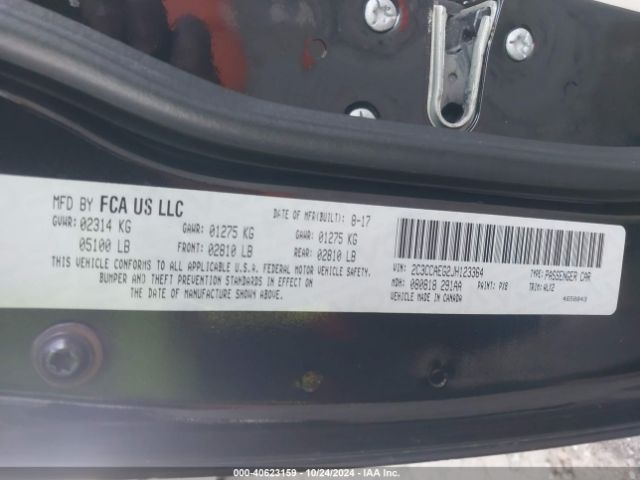 MFD BY FCA US LLC
DATE OF MFR(BUILT): 8-17
GVWR: 02314 KG
GAWR: 01275 KG
GAWR: 01275 KG
05100 LB
FRONT: 02810 LB
REAR: 02810 LB
THIS VEHICLE CONFORMS TO ALL APPLICABLE U.S.A. FEDERAL MOTOR VEHICLE SAFETY,
BUMPER AND THEFT PREVENTION STANDARDS IN EFFECT ON
THE DATE OF MANUFACTURE SHOWN ABOVE.
VIN: 2C3CCAEG2JH123364
TYPE: PASSENGER CAR
MDH: 080818 291AA
PAINT: PX8
TRIM: ALX2
VEHICLE MADE IN CANADA
4650843
000-40623159 - 10/24/2024 - IAA Inc.